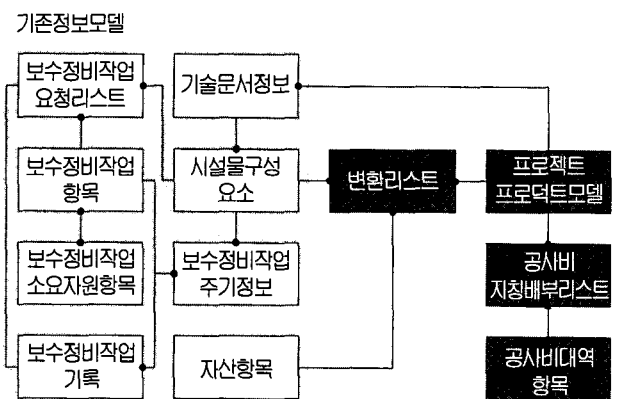 기존정보모델
보수정비작업
요청리스트
기술문서정보
보수정비작업
항목
시설물구성
요소
변환리스트
프로젝트
프로덕트모델
보수정비작업
소요자원항목
보수정비작업
주기정보
공사비
지칭배부리스트
보수정비작업
기록
자산항목
공사비대역
항목